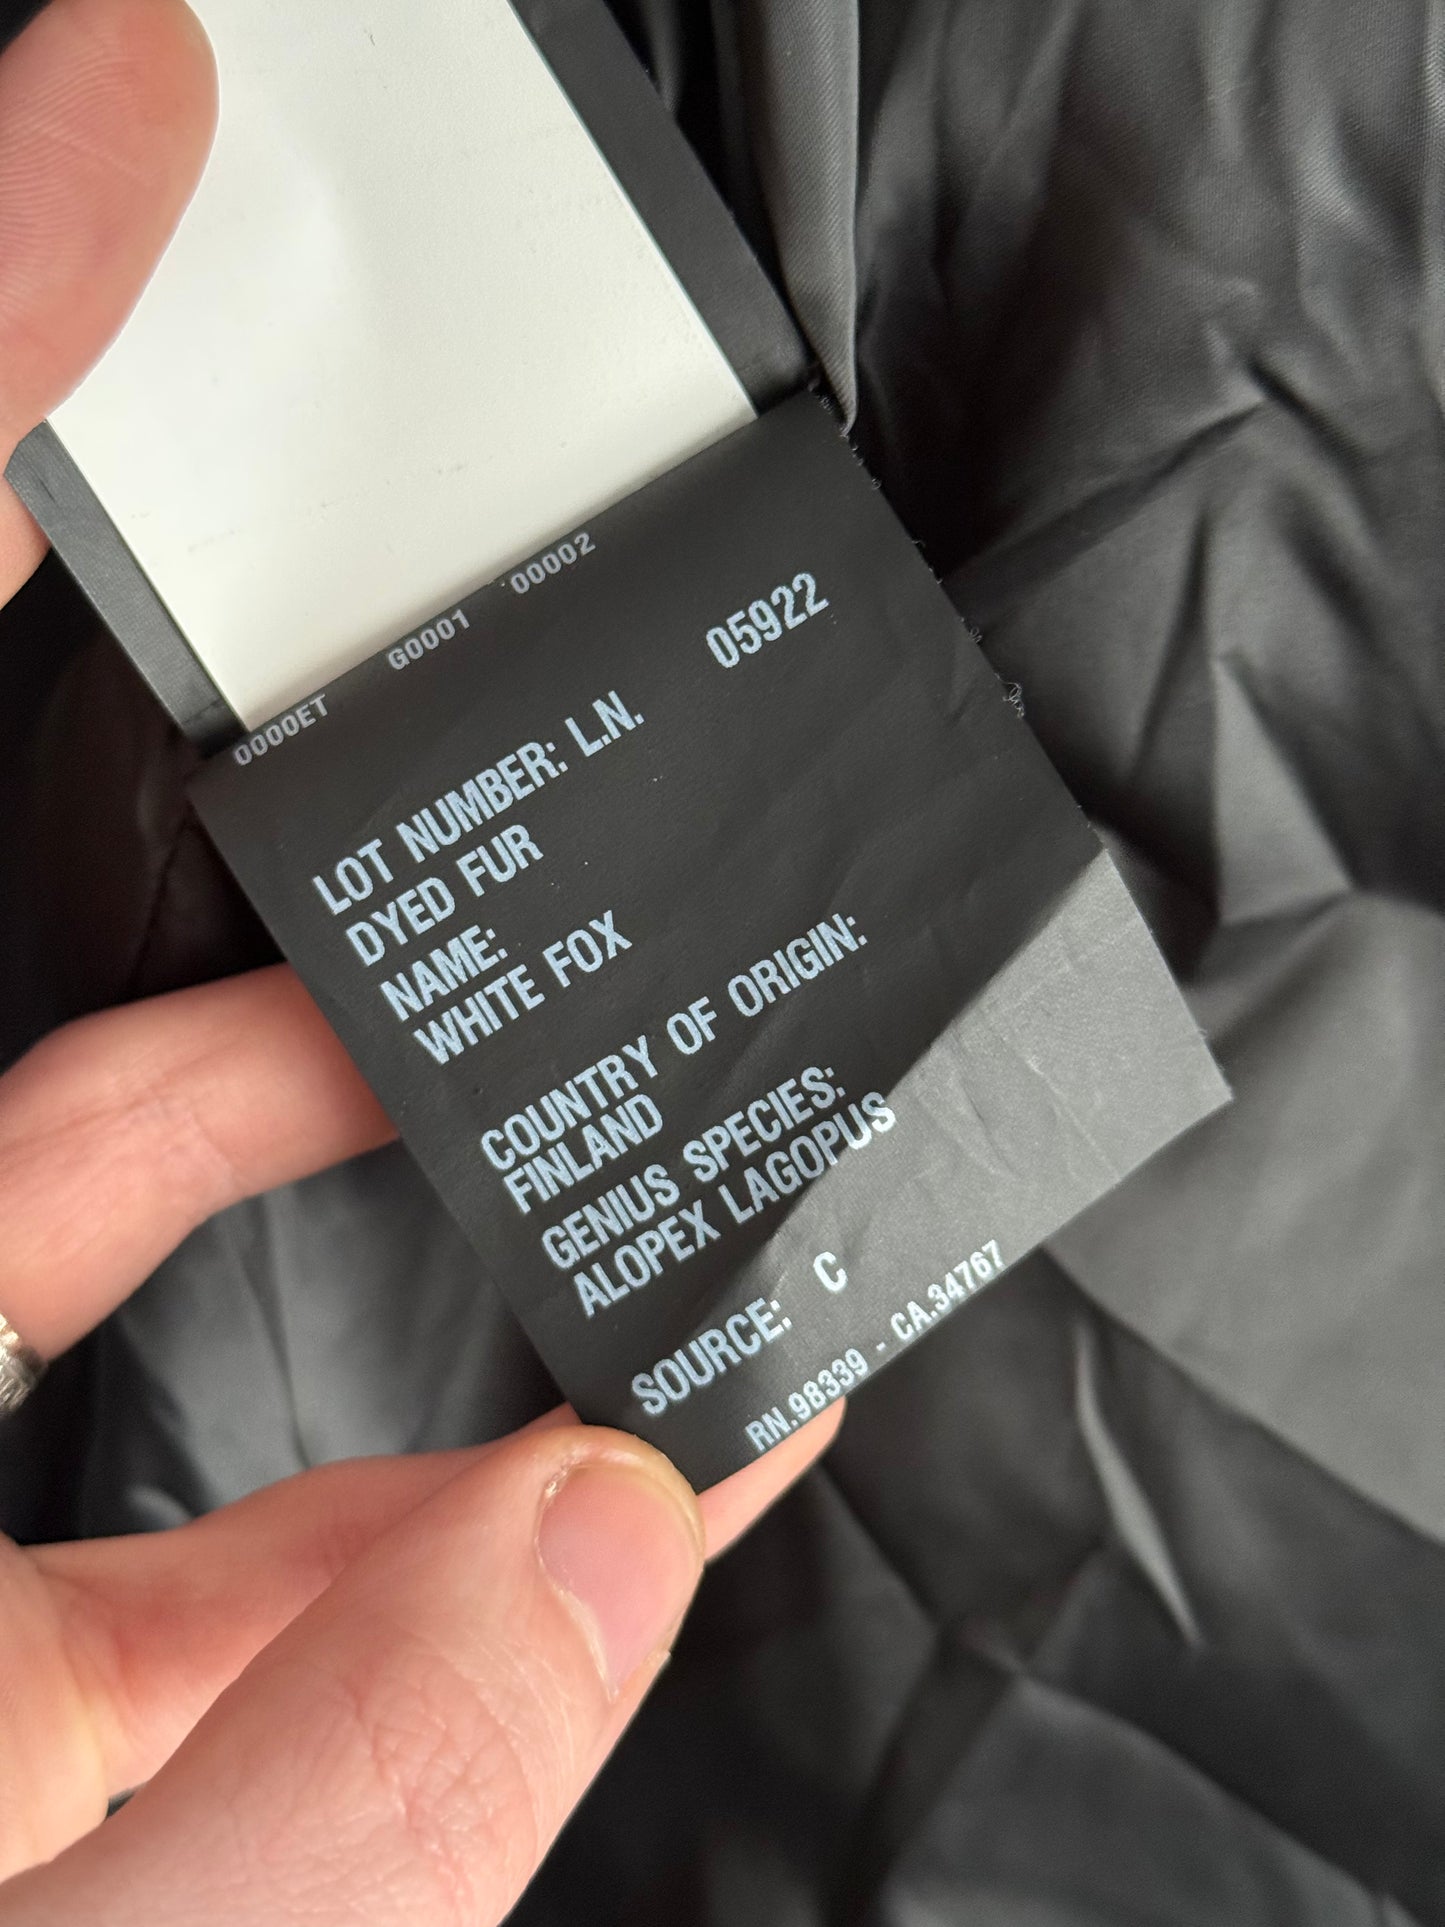 0000ET G0001 00002
LOT NUMBER: L.N. 05922
DYED FUR
NAME:
WHITE FOX
COUNTRY OF ORIGIN:
FINLAND
GENIUS SPECIES:
ALOPEX LAGOPUS
SOURCE: C
RN.98339 - CA.34767